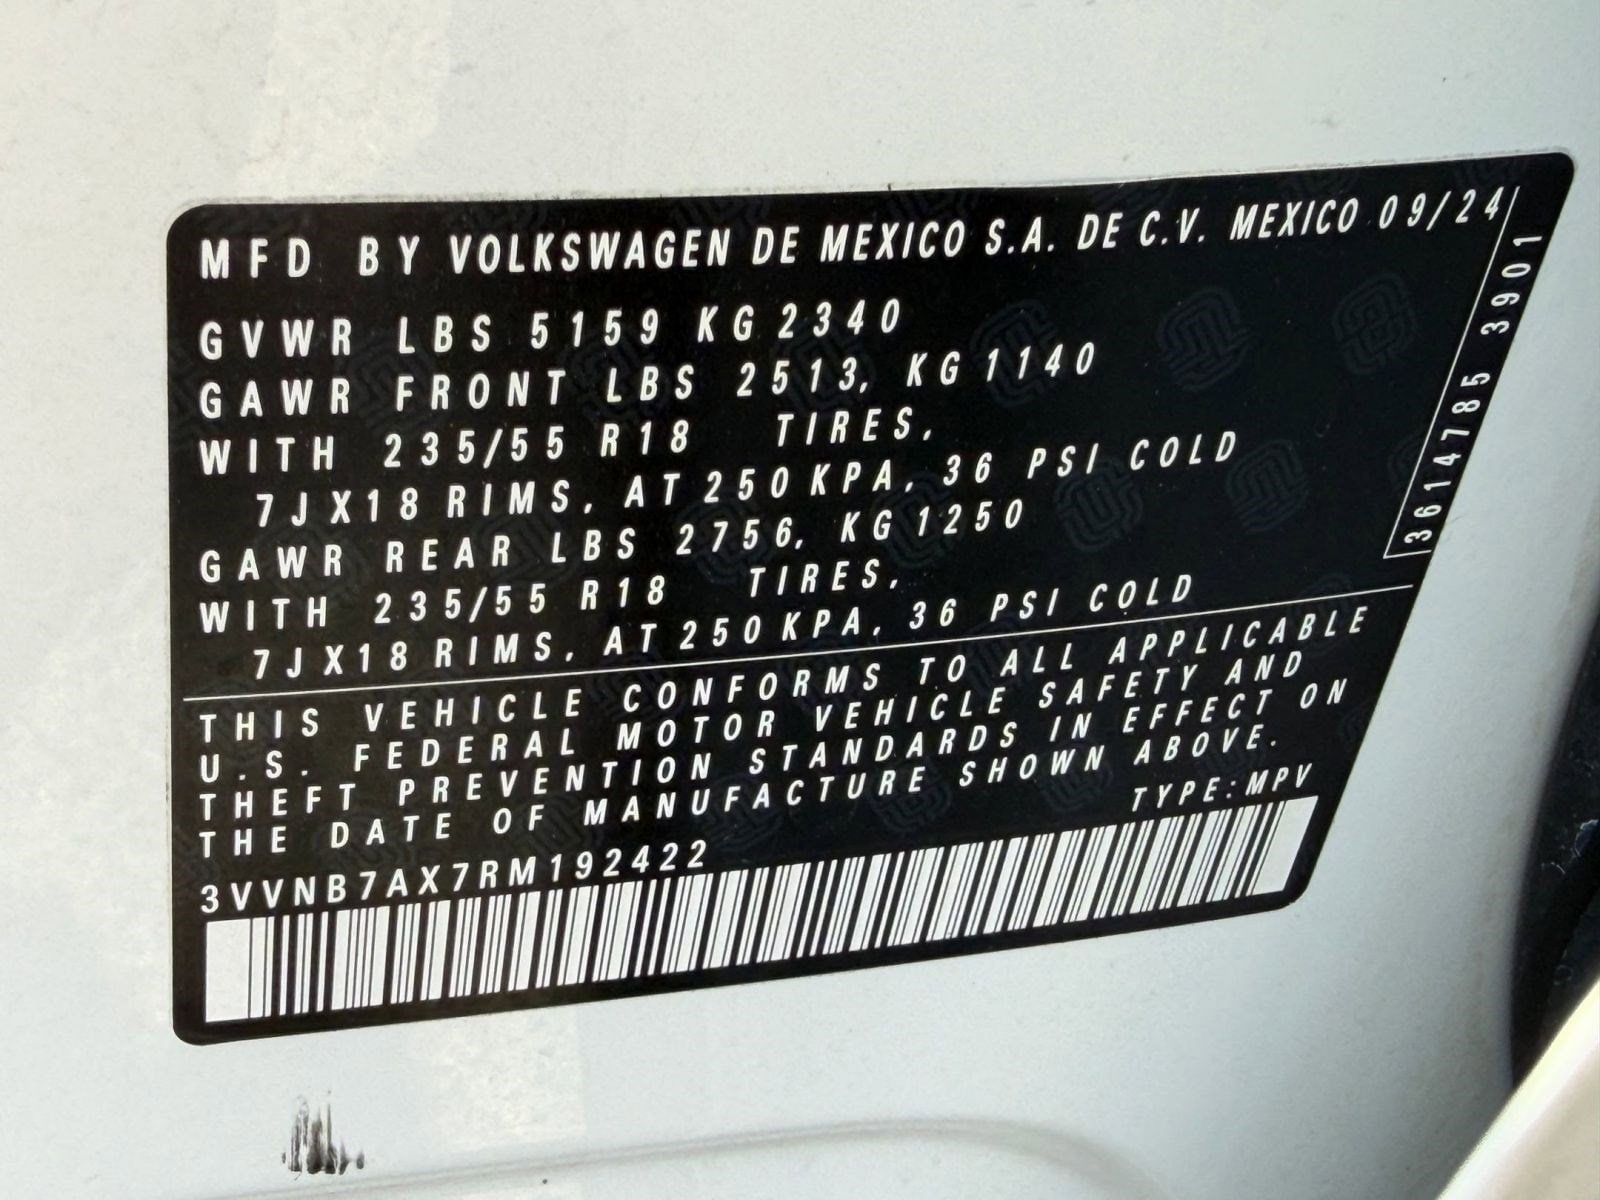 MFD BY VOLKSWAGEN DE MEXICO S.A. DE C.V. MEXICO 09/24
GVWR LBS 5159 KG 2340
GAWR FRONT LBS 2513, KG 1140
WITH 235/55 R18 TIRES,
7JX18 RIMS, AT 250KPA, 36 PSI COLD
GAWR REAR LBS 2756, KG 1250
WITH 235/55 R18 TIRES,
7JX18 RIMS, AT 250KPA, 36 PSI COLD
3614785 3901
THIS VEHICLE CONFORMS TO ALL APPLICABLE
U.S. FEDERAL MOTOR VEHICLE SAFETY AND
THEFT PREVENTION STANDARDS IN EFFECT ON
THE DATE OF MANUFACTURE SHOWN ABOVE.
TYPE:MPV
3VVNB7AX7RM192422